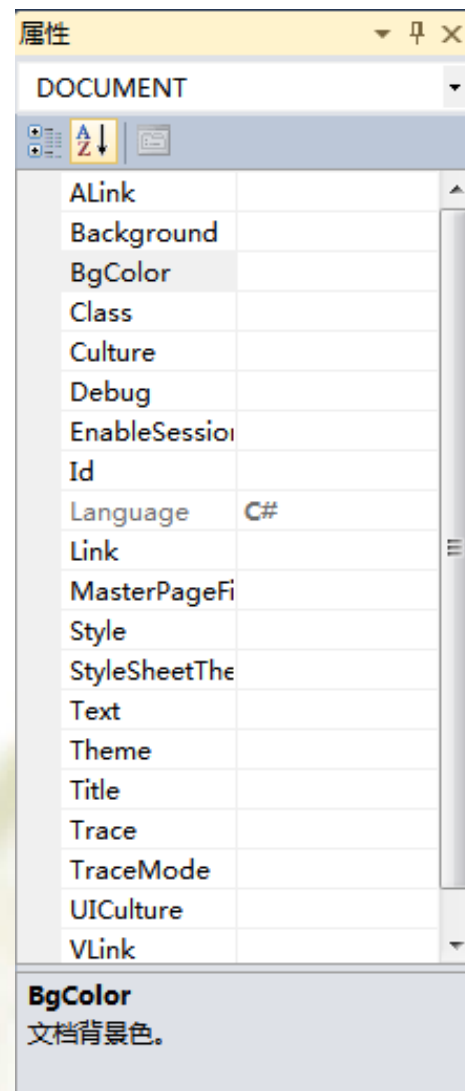 属性
DOCUMENT
ALink
Background
BgColor
Class
Culture
Debug
EnableSession
Id
Language C#
Link
MasterPageFi
Style
StyleSheetThe
Text
Theme
Title
Trace
TraceMode
UICulture
VLink
BgColor
文档背景色。